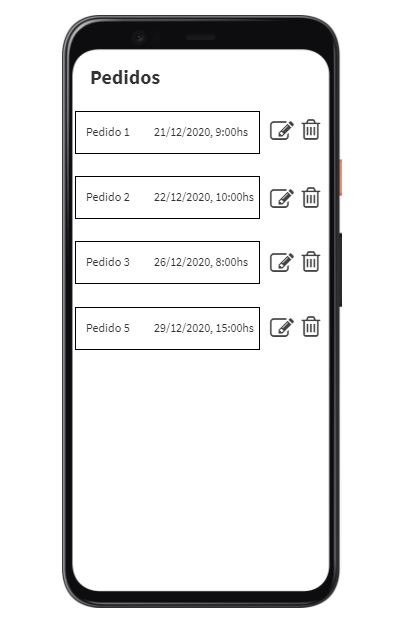 Pedidos
Pedido 1 21/12/2020, 9:00hs
Pedido 2 22/12/2020, 10:00hs
Pedido 3 26/12/2020, 8:00hs
Pedido 5 29/12/2020, 15:00hs